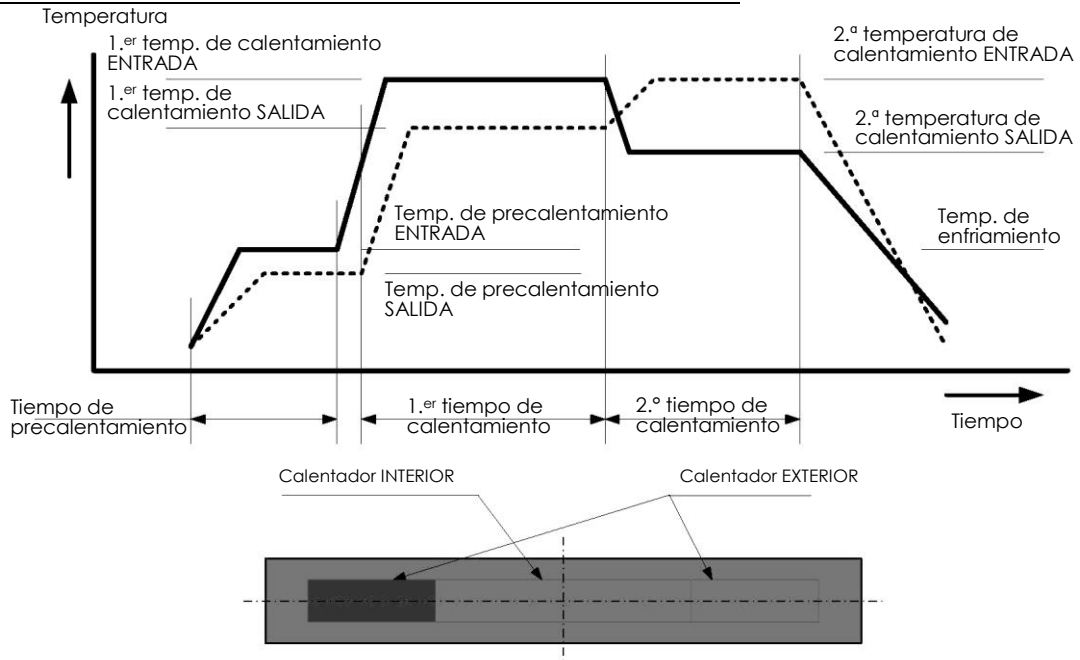 Temperatura
1.er temp. de calentamiento
ENTRADA
1.er temp. de
calentamiento SALIDA
2.ª temperatura de
calentamiento ENTRADA
2.ª temperatura de
calentamiento SALIDA
Temp. de precalentamiento
ENTRADA
Temp. de precalentamiento
SALIDA
Temp. de
enfriamiento
Tiempo de
precalentamiento
1.er tiempo de
calentamiento
2.º tiempo de
calentamiento
Tiempo
Calentador INTERIOR
Calentador EXTERIOR